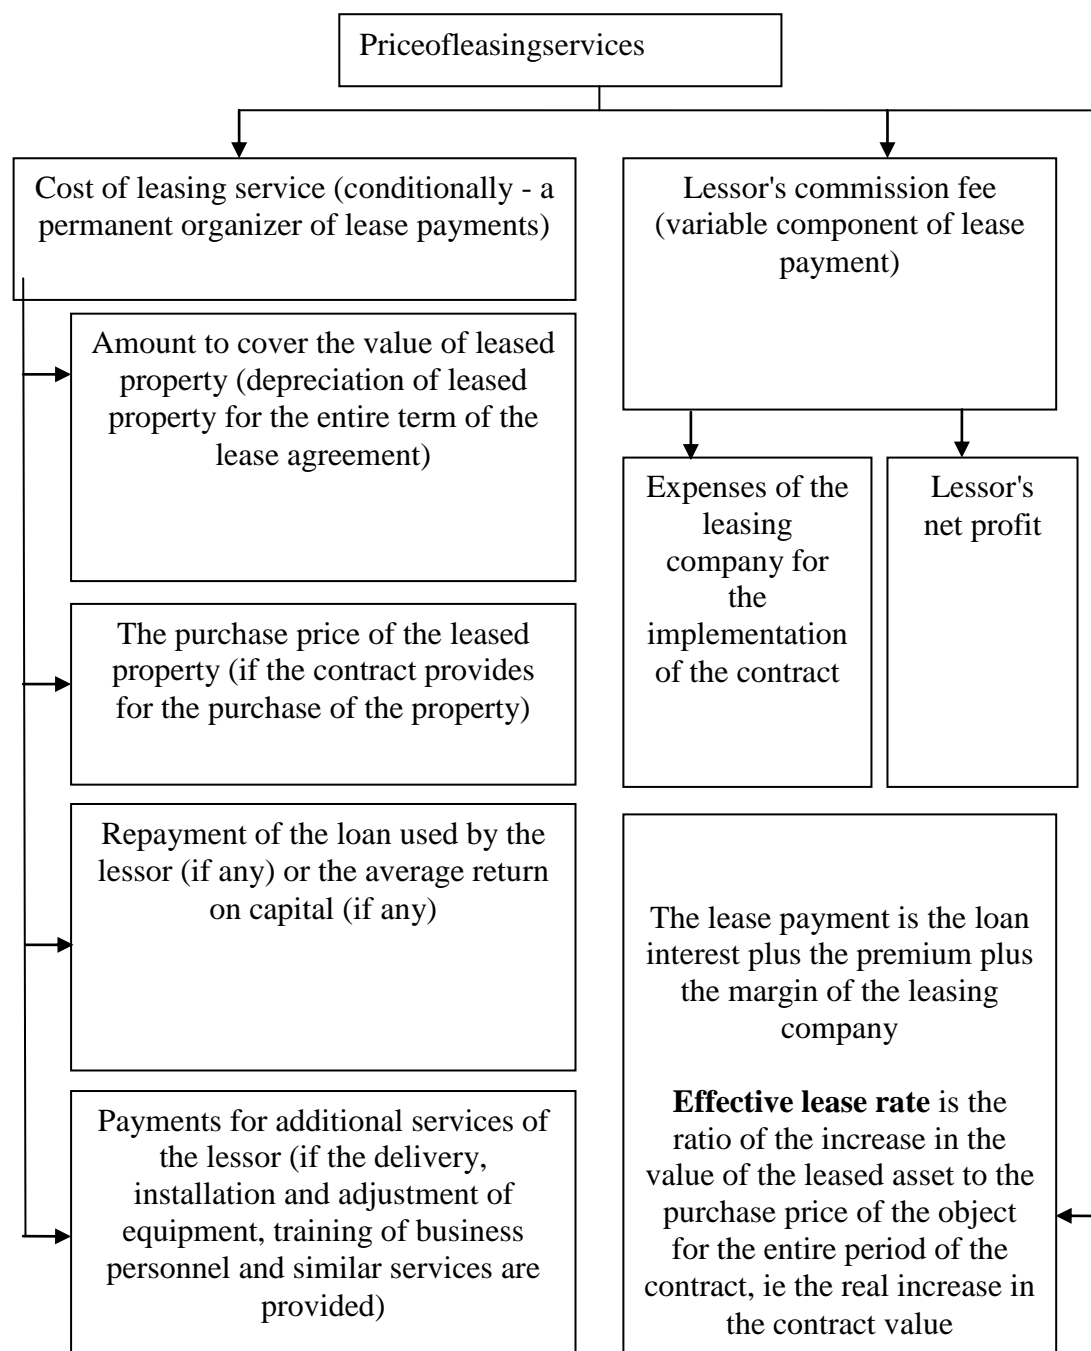 Priceofleasingservices
Cost of leasing service (conditionally - a
permanent organizer of lease payments)
Lessor's commission fee
(variable component of lease
payment)
Amount to cover the value of leased
property (depreciation of leased
property for the entire term of the
lease agreement)
Expenses of the
leasing
company for
the
implementation
of the contract
Lessor's
net profit
The purchase price of the leased
property (if the contract provides
for the purchase of the property)
Repayment of the loan used by the
lessor (if any) or the average return
on capital (if any)
The lease payment is the loan
interest plus the premium plus
the margin of the leasing
company
Effective lease rate is the
ratio of the increase in the
value of the leased asset to the
purchase price of the object
for the entire period of the
contract, ie the real increase in
the contract value
Payments for additional services of
the lessor (if the delivery,
installation and adjustment of
equipment, training of business
personnel and similar services are
provided)